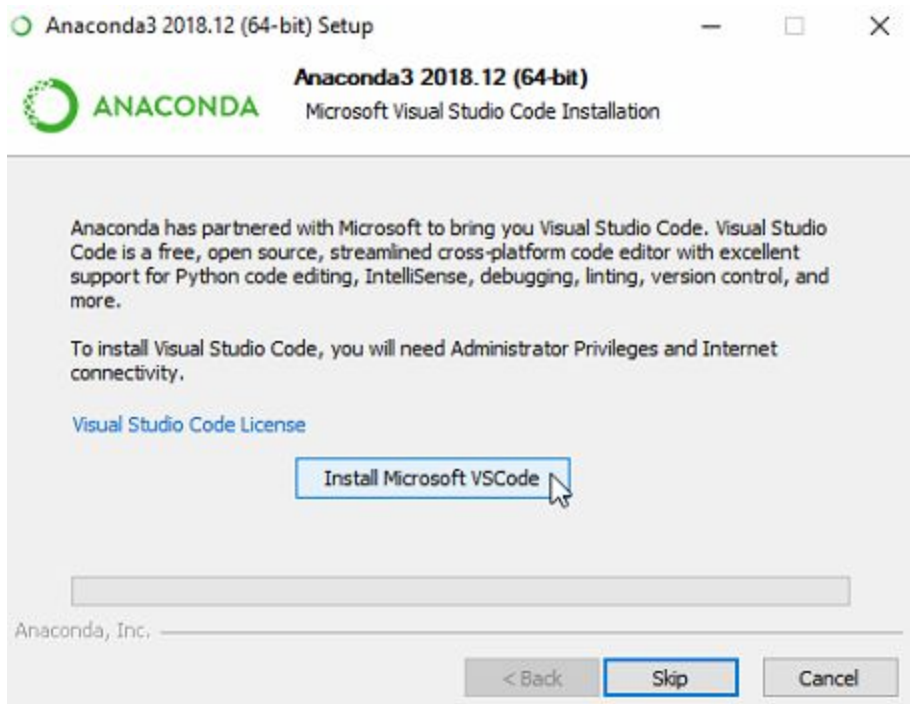 Anaconda3 2018.12 (64-bit) Setup
ANACONDA
Anaconda3 2018.12 (64-bit)
Microsoft Visual Studio Code Installation
Anaconda has partnered with Microsoft to bring you Visual Studio Code. Visual Studio
Code is a free, open source, streamlined cross-platform code editor with excellent
support for Python code editing, IntelliSense, debugging, linting, version control, and
more.
To install Visual Studio Code, you will need Administrator Privileges and Internet
connectivity.
Visual Studio Code License
Install Microsoft VSCode
Anaconda, Inc.
< Back
Skip
Cancel